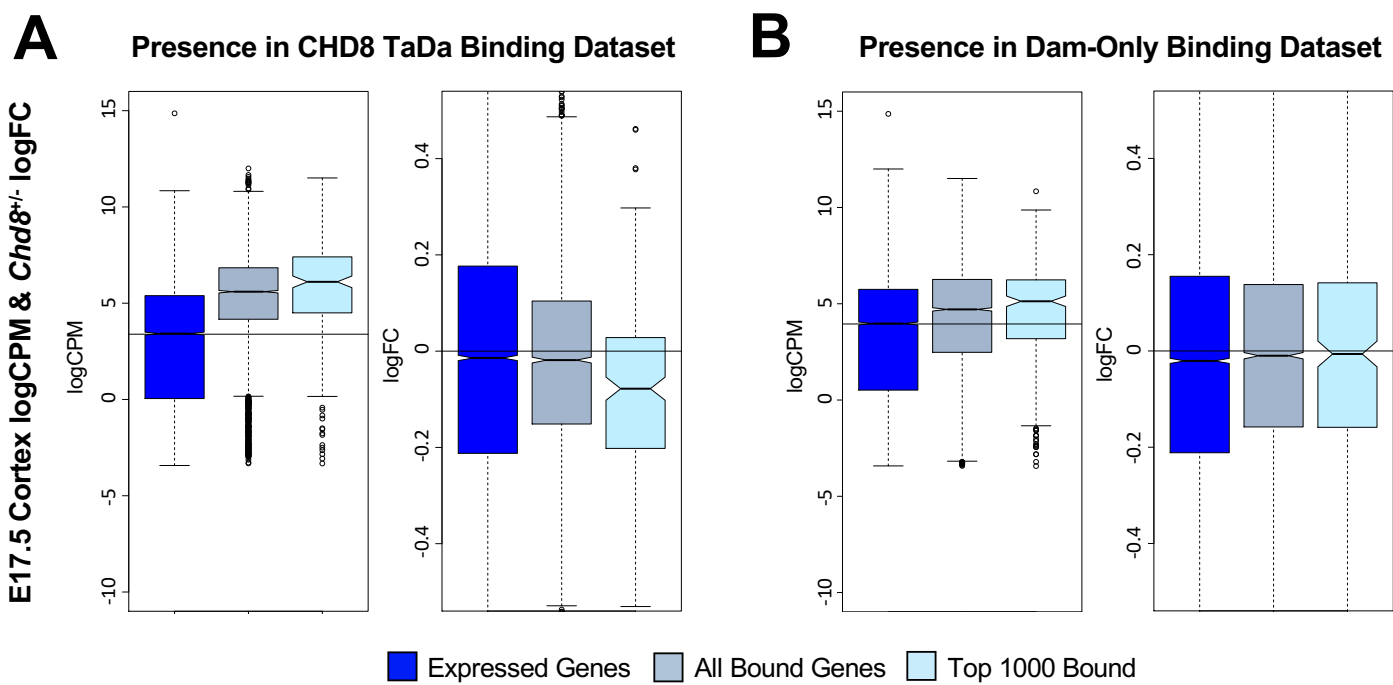 A
Presence in CHD8 TaDa Binding Dataset
B
Presence in Dam-Only Binding Dataset
E17.5 Cortex logCPM & Chd8+/- logFC
logCPM
15
10
5
0
-5
-10
logFC
0.4
0.2
0
-0.2
-0.4
logCPM
15
10
5
0
-5
-10
logFC
0.4
0.2
0
-0.2
-0.4
Expressed Genes
All Bound Genes
Top 1000 Bound